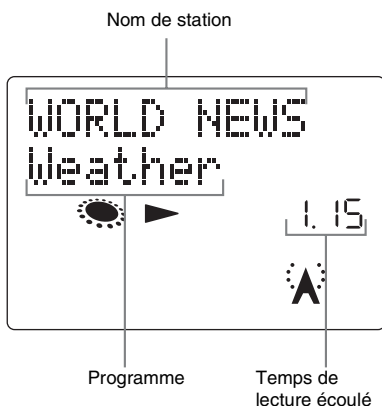 Nom de station
WORLD NEWS
Weather
1.15
Programme
Temps de
lecture écoulé